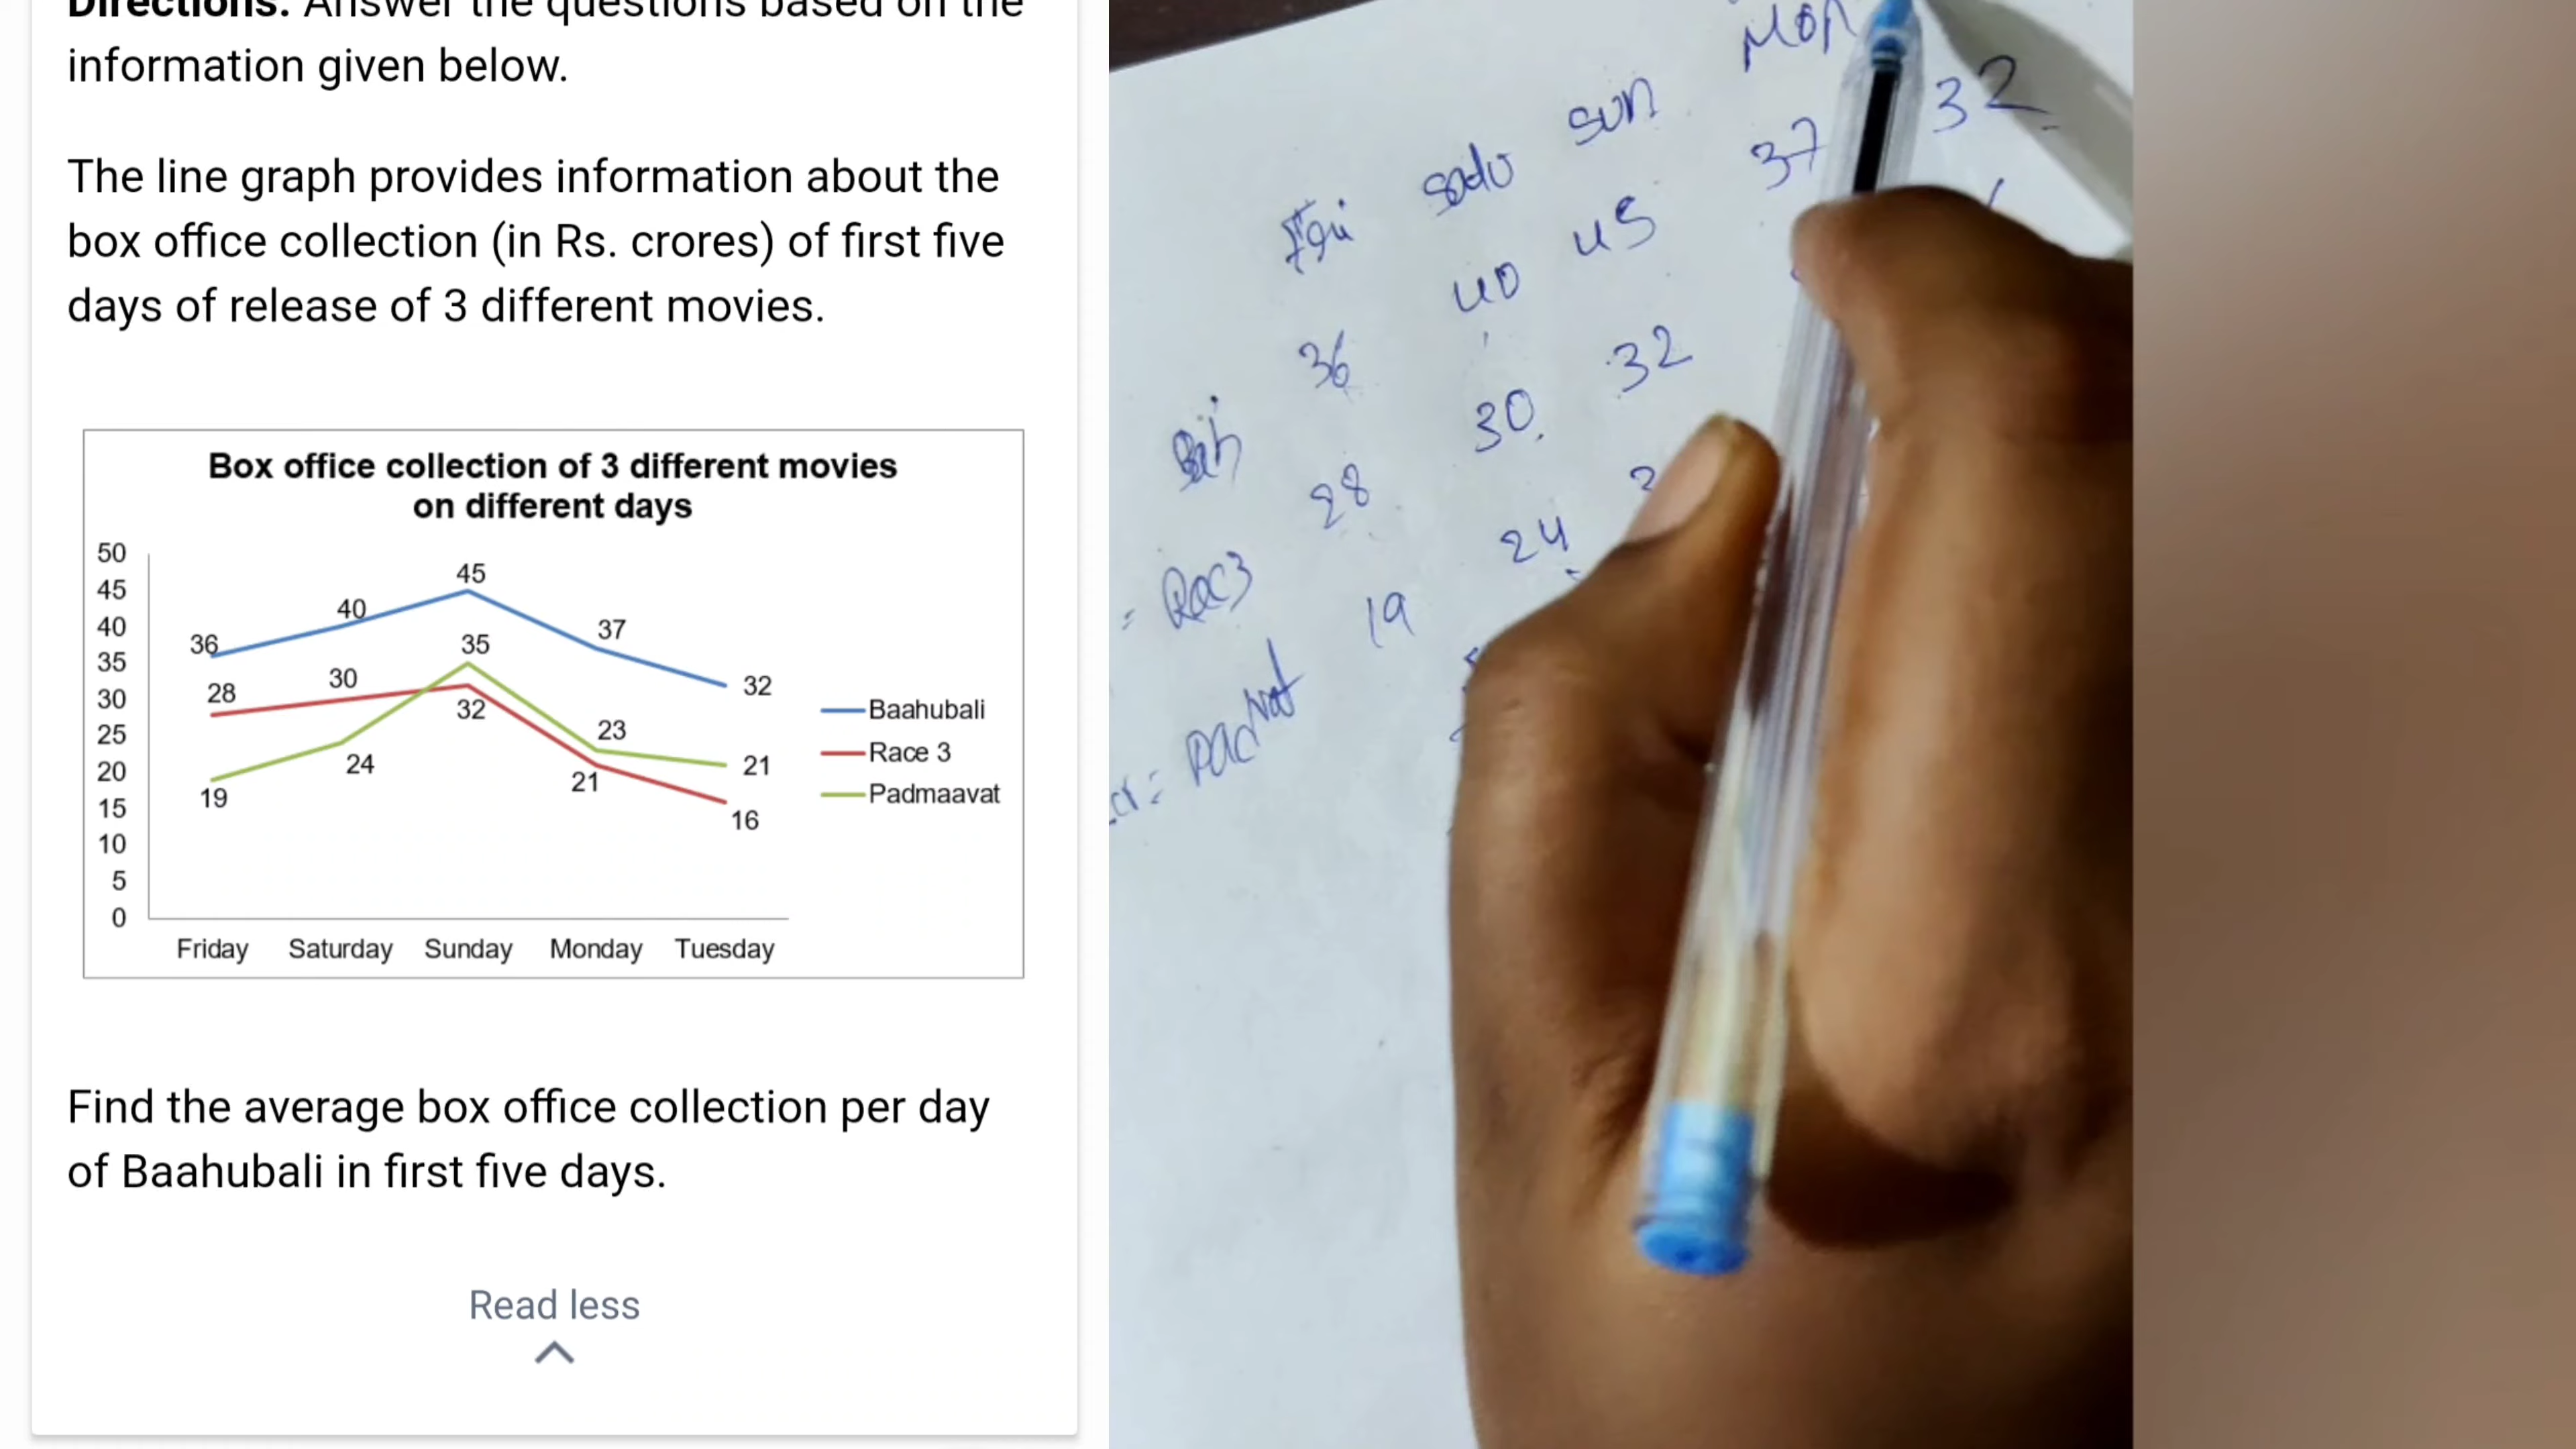 Directions: Answer the questions based on the
information given below.
The line graph provides information about the
box office collection (in Rs. crores) of first five
days of release of 3 different movies.
Box office collection of 3 different movies
on different days
50
45
40
35
30
25
20
15
10
5
0
36
40
45
37
32
28
30
32
21
16
19
24
35
23
21
Baahubali
Race 3
Padmaavat
Friday Saturday Sunday Monday Tuesday
Find the average box office collection per day
of Baahubali in first five days.
Read less
sun Mon
36 40 45 37 32
28 30 32
19 24